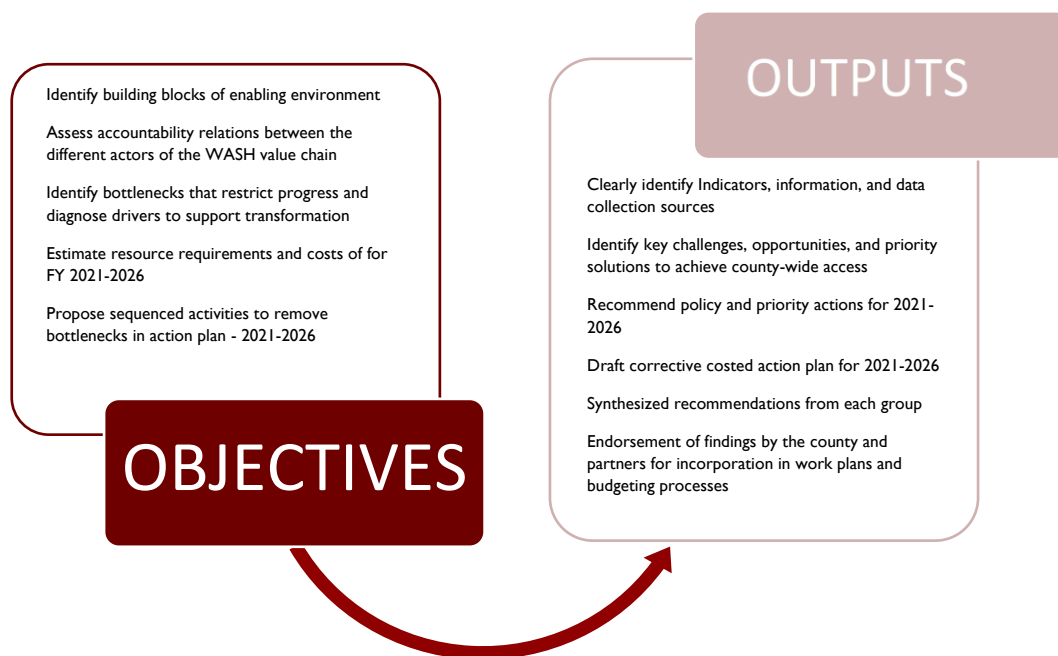 Identify building blocks of enabling environment
Assess accountability relations between the
different actors of the WASH value chain
Identify bottlenecks that restrict progress and
diagnose drivers to support transformation
Estimate resource requirements and costs of for
FY 2021-2026
Propose sequenced activities to remove
bottlenecks in action plan - 2021-2026
OBJECTIVES
OUTPUTS
Clearly identify Indicators, information, and data
collection sources
Identify key challenges, opportunities, and priority
solutions to achieve county-wide access
Recommend policy and priority actions for 2021-
2026
Draft corrective costed action plan for 2021-2026
Synthesized recommendations from each group
Endorsement of findings by the county and
partners for incorporation in work plans and
budgeting processes